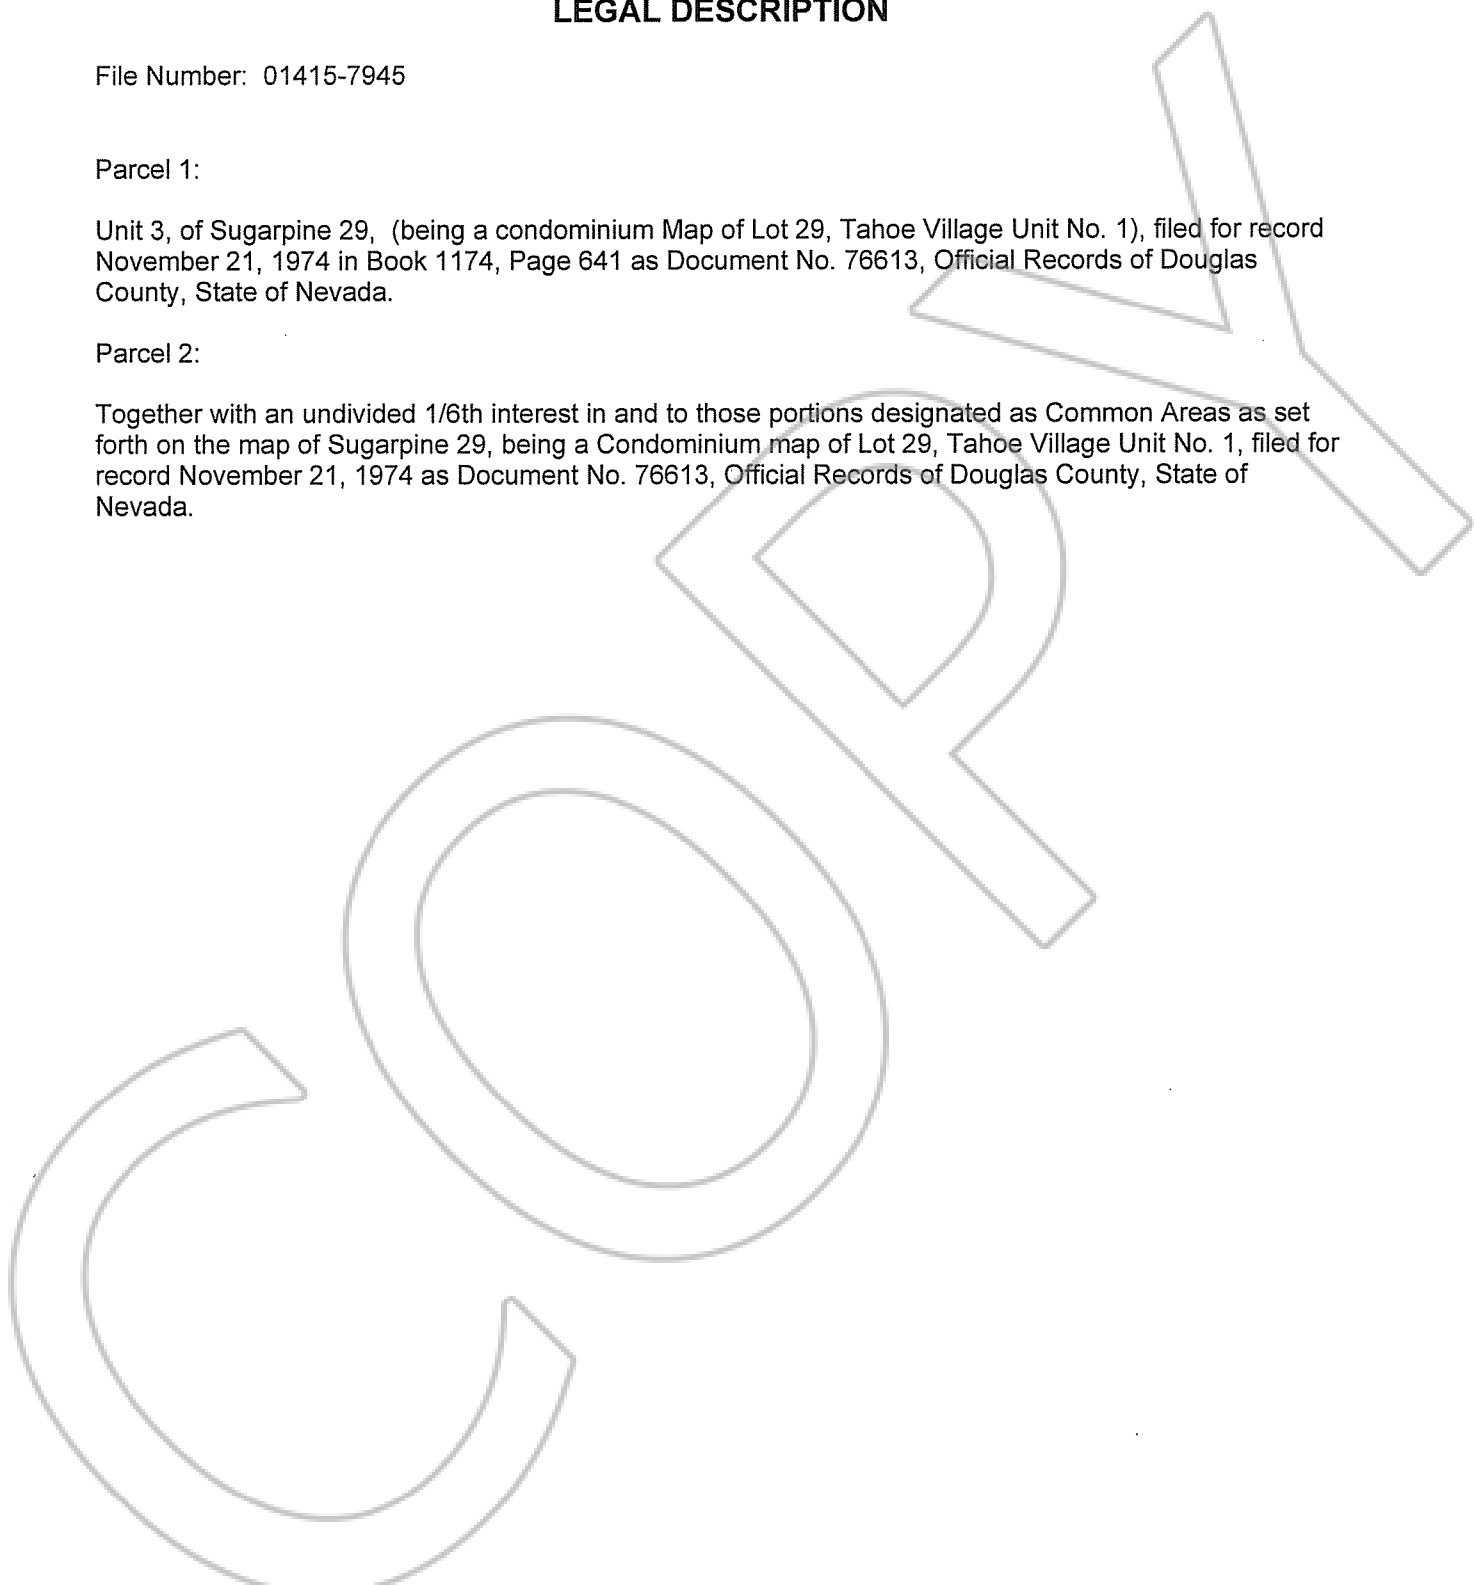 LEGAL DESCRIPTION
File Number: 01415-7945
Parcel 1:
Unit 3, of Sugarpine 29, (being a condominium Map of Lot 29, Tahoe Village Unit No. 1), filed for record
November 21, 1974 in Book 1174, Page 641 as Document No. 76613, Official Records of Douglas
County, State of Nevada.
Parcel 2:
Together with an undivided 1/6th interest in and to those portions designated as Common Areas as set
forth on the map of Sugarpine 29, being a Condominium map of Lot 29, Tahoe Village Unit No. 1, filed for
record November 21, 1974 as Document No. 76613, Official Records of Douglas County, State of
Nevada.
COPY